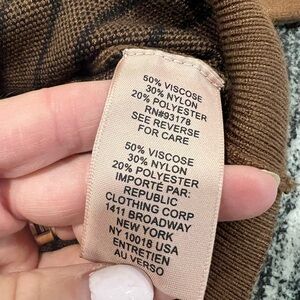 50% VISCOSE
30% NYLON
20% POLYESTER
RN#93178
SEE REVERSE
FOR CARE
50% VISCOSE
30% NYLON
20% POLYESTER
IMPORTÉ PAR:
REPUBLIC
CLOTHING CORP
1411 BROADWAY
NEW YORK
NY 10018 USA
ENTRETIEN
AU VERSO